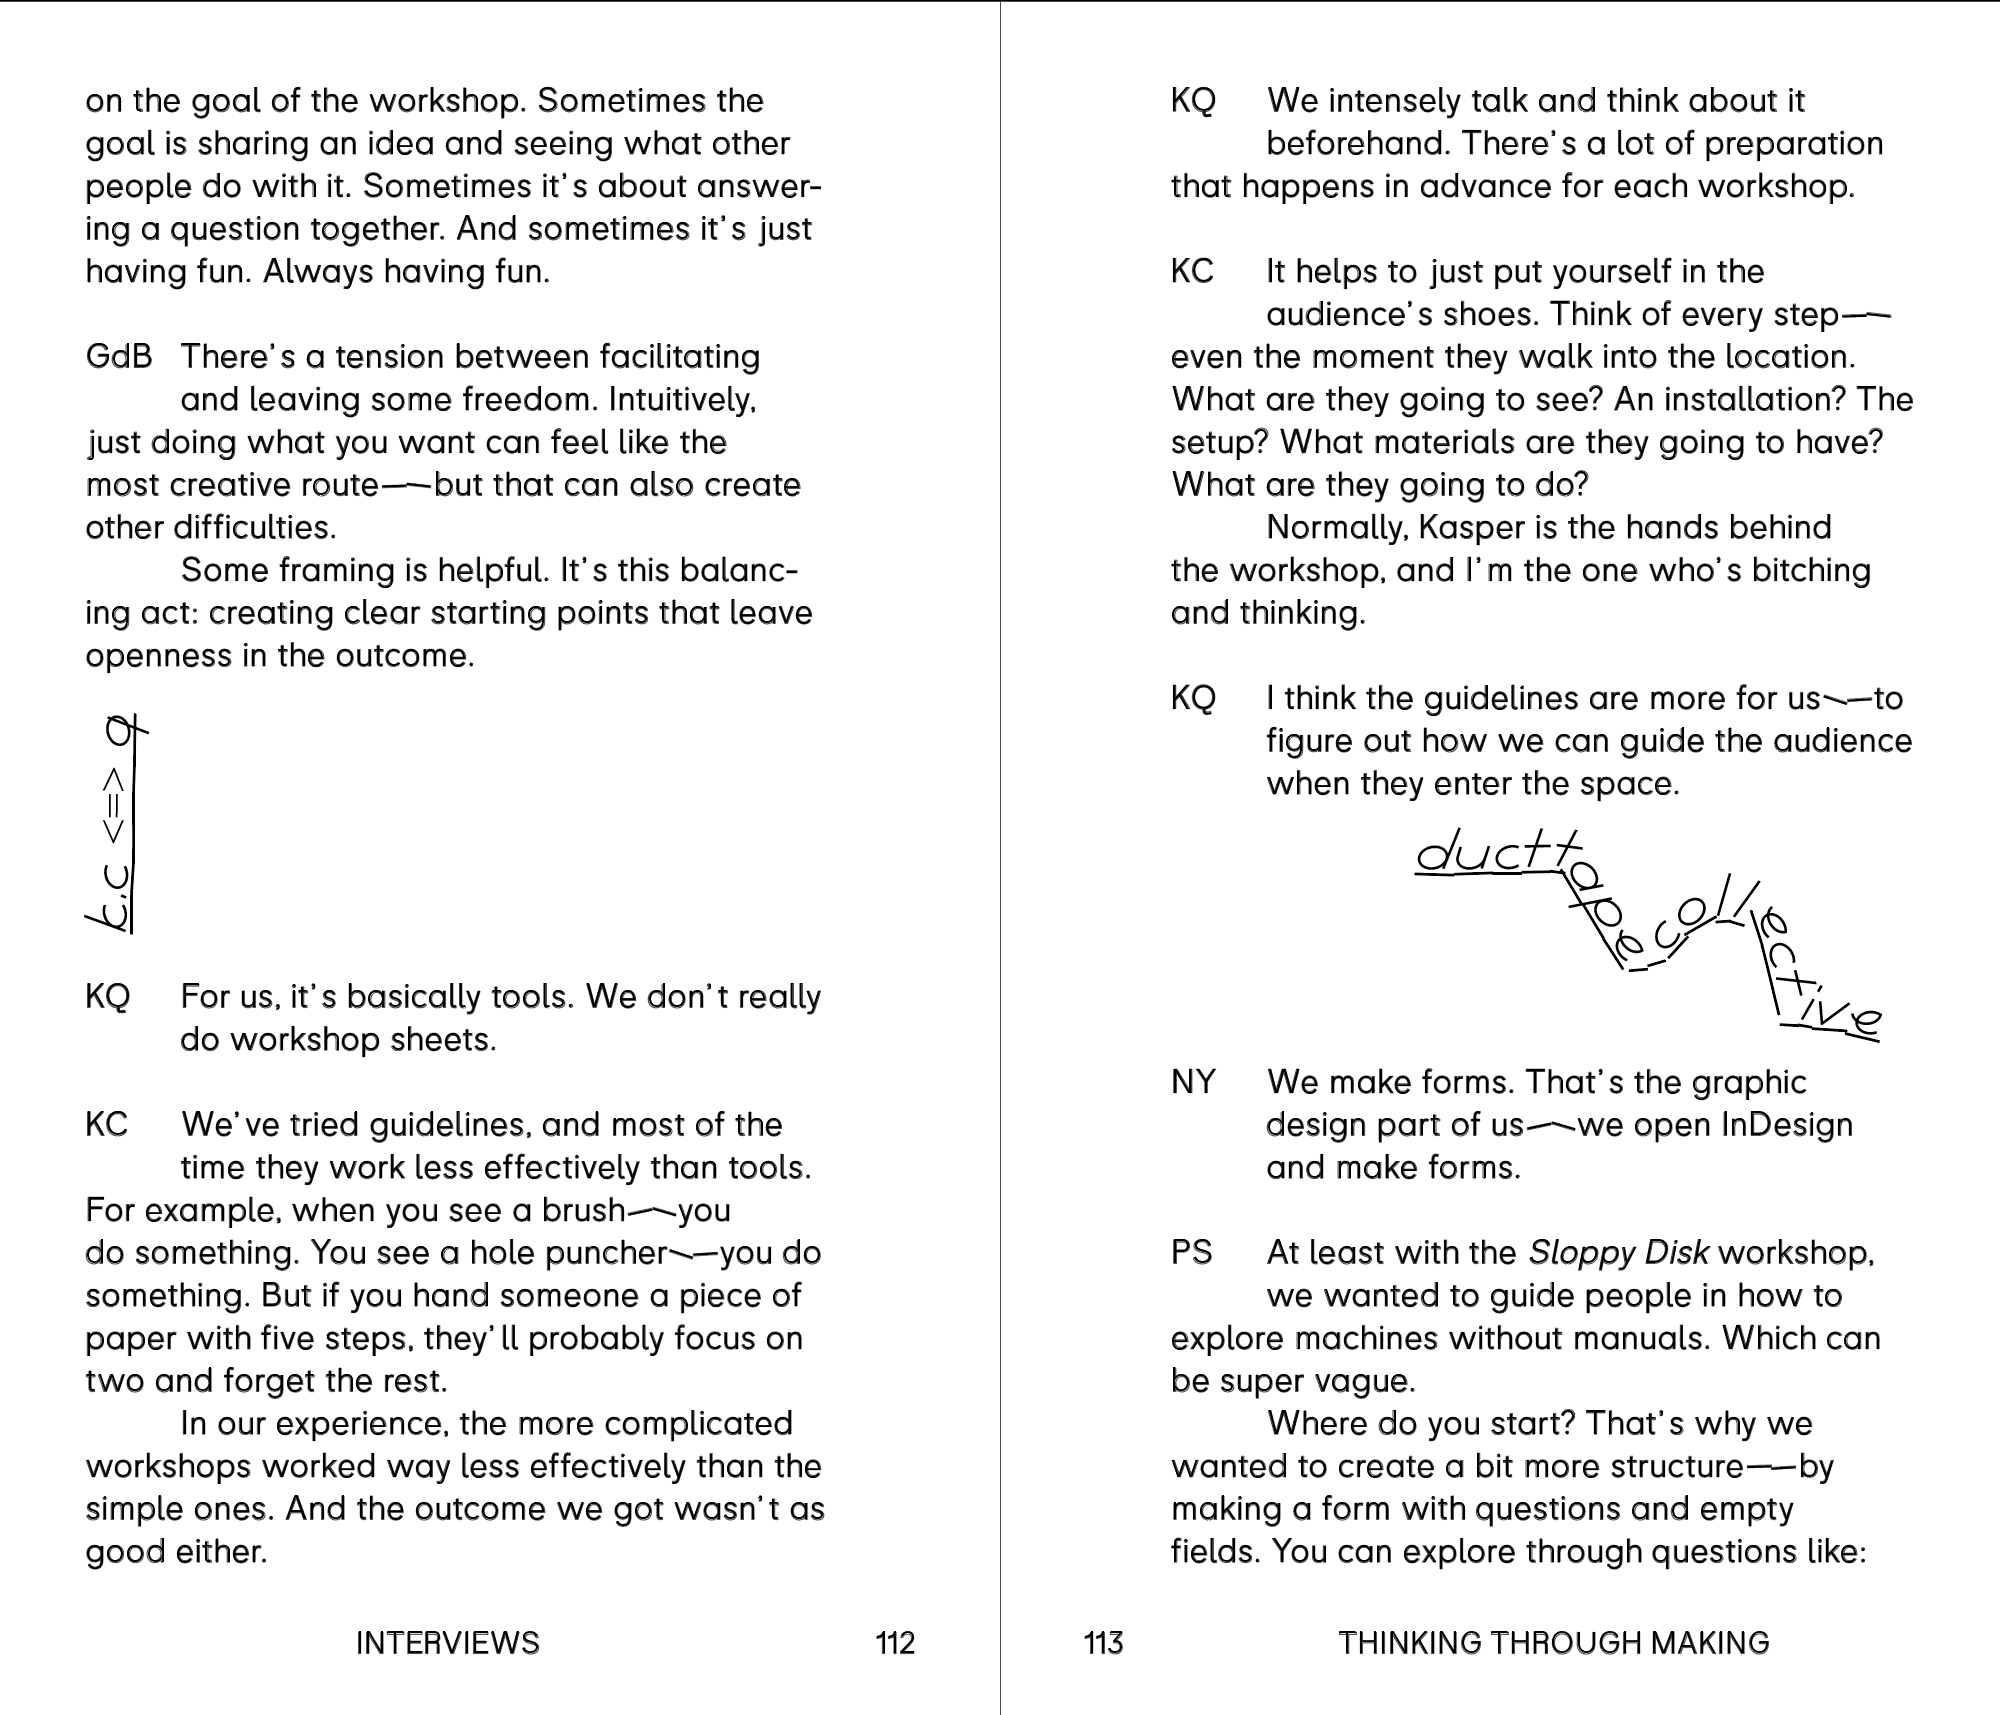 on the goal of the workshop. Sometimes the
goal is sharing an idea and seeing what other
people do with it. Sometimes it's about answer-
ing a question together. And sometimes it's just
having fun. Always having fun.
GdB There's a tension between facilitating
and leaving some freedom. Intuitively,
just doing what you want can feel like the
most creative route——but that can also create
other difficulties.
Some framing is helpful. It's this balanc-
ing act: creating clear starting points that leave
openness in the outcome.
k.c <=> q
KQ For us, it's basically tools. We don't really
do workshop sheets.
KC We've tried guidelines, and most of the
time they work less effectively than tools.
For example, when you see a brush——you
do something. You see a hole puncher——you do
something. But if you hand someone a piece of
paper with five steps, they'll probably focus on
two and forget the rest.
In our experience, the more complicated
workshops worked way less effectively than the
simple ones. And the outcome we got wasn't as
good either.
INTERVIEWS 112
KQ We intensely talk and think about it
beforehand. There's a lot of preparation
that happens in advance for each workshop.
KC It helps to just put yourself in the
audience's shoes. Think of every step——
even the moment they walk into the location.
What are they going to see? An installation? The
setup? What materials are they going to have?
What are they going to do?
Normally, Kasper is the hands behind
the workshop, and I'm the one who's bitching
and thinking.
KQ I think the guidelines are more for us——to
figure out how we can guide the audience
when they enter the space.
ducttape collective
NY We make forms. That's the graphic
design part of us——we open InDesign
and make forms.
PS At least with the Sloppy Disk workshop,
we wanted to guide people in how to
explore machines without manuals. Which can
be super vague.
Where do you start? That's why we
wanted to create a bit more structure——by
making a form with questions and empty
fields. You can explore through questions like:
113 THINKING THROUGH MAKING